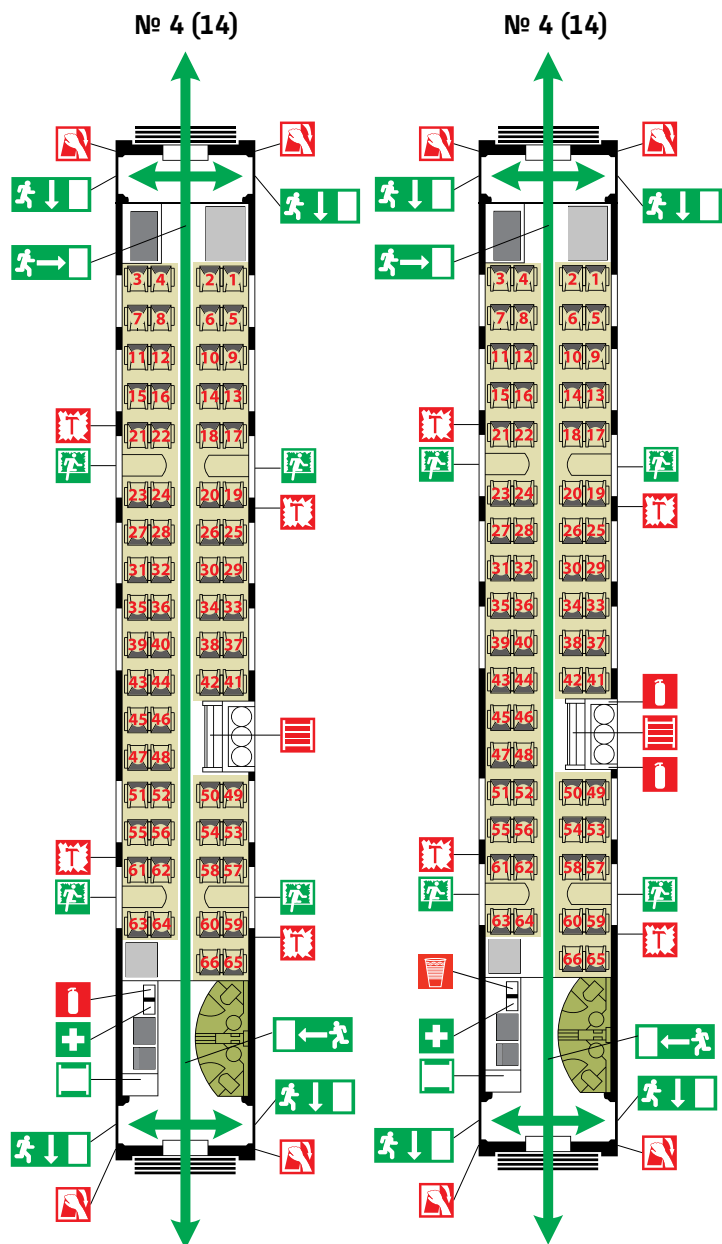 № 4 (14) № 4 (14)
3 4 2 1 3 4 2 1
7 8 6 5 7 8 6 5
11 12 10 9 11 12 10 9
15 16 14 13 15 16 14 13
T T
21 22 18 17 21 22 18 17
23 24 20 19 23 24 20 19
T T
27 28 26 25 27 28 26 25
31 32 30 29 31 32 30 29
35 36 34 33 35 36 34 33
39 40 38 37 39 40 38 37
43 44 42 41 43 44 42 41
45 46 45 46
47 48 47 48
51 52 50 49 51 52 50 49
55 56 54 53 55 56 54 53
T T
61 62 58 57 61 62 58 57
63 64 60 59 63 64 60 59
T T
66 65 66 65